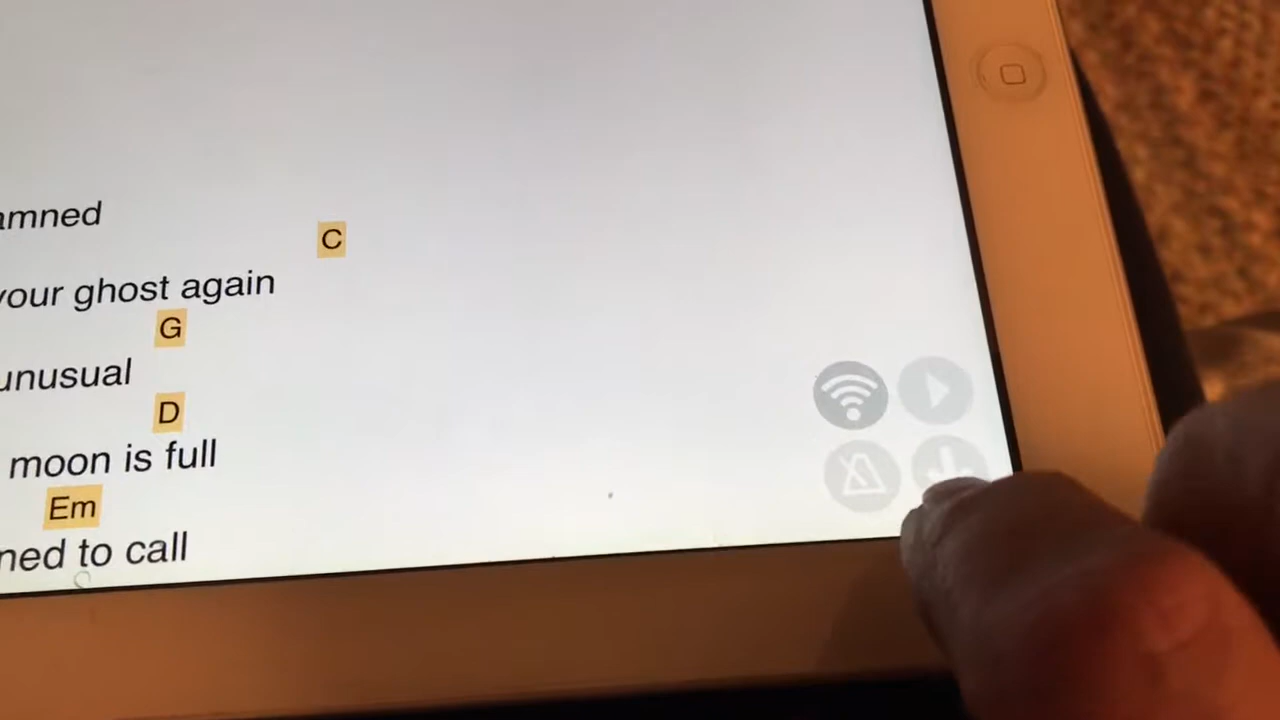 amned
C
your ghost again
G
unusual
D
moon is full
Em
ned to call